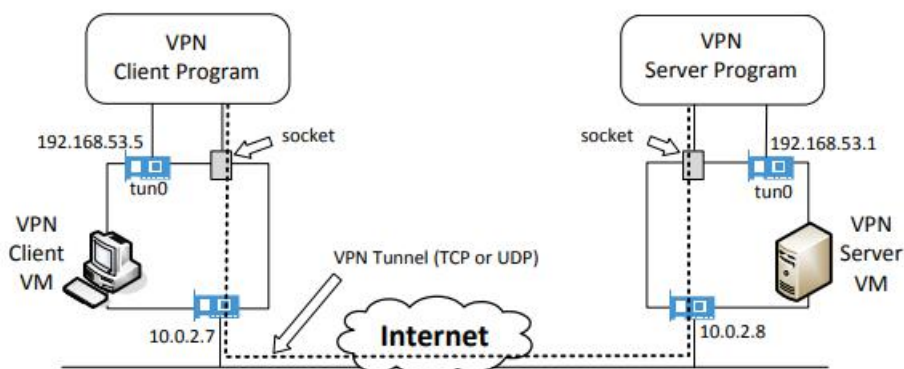 VPN
Client Program
VPN
Server Program
192.168.53.5
socket
socket
192.168.53.1
tun0
tun0
VPN
Client
VM
VPN Tunnel (TCP or UDP)
VPN
Server
VM
10.0.2.7
Internet
10.0.2.8